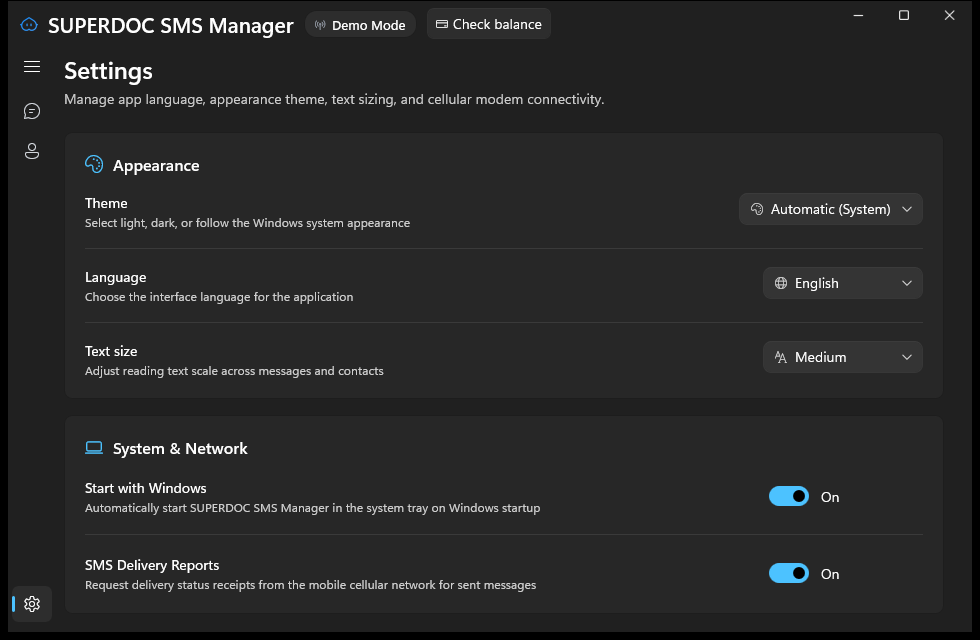 SUPERDOC SMS Manager
Demo Mode
Check balance
Settings
Manage app language, appearance theme, text sizing, and cellular modem connectivity.
Appearance
Theme
Select light, dark, or follow the Windows system appearance
Automatic (System)
Language
Choose the interface language for the application
English
Text size
Adjust reading text scale across messages and contacts
Medium
System & Network
Start with Windows
Automatically start SUPERDOC SMS Manager in the system tray on Windows startup
On
SMS Delivery Reports
Request delivery status receipts from the mobile cellular network for sent messages
On